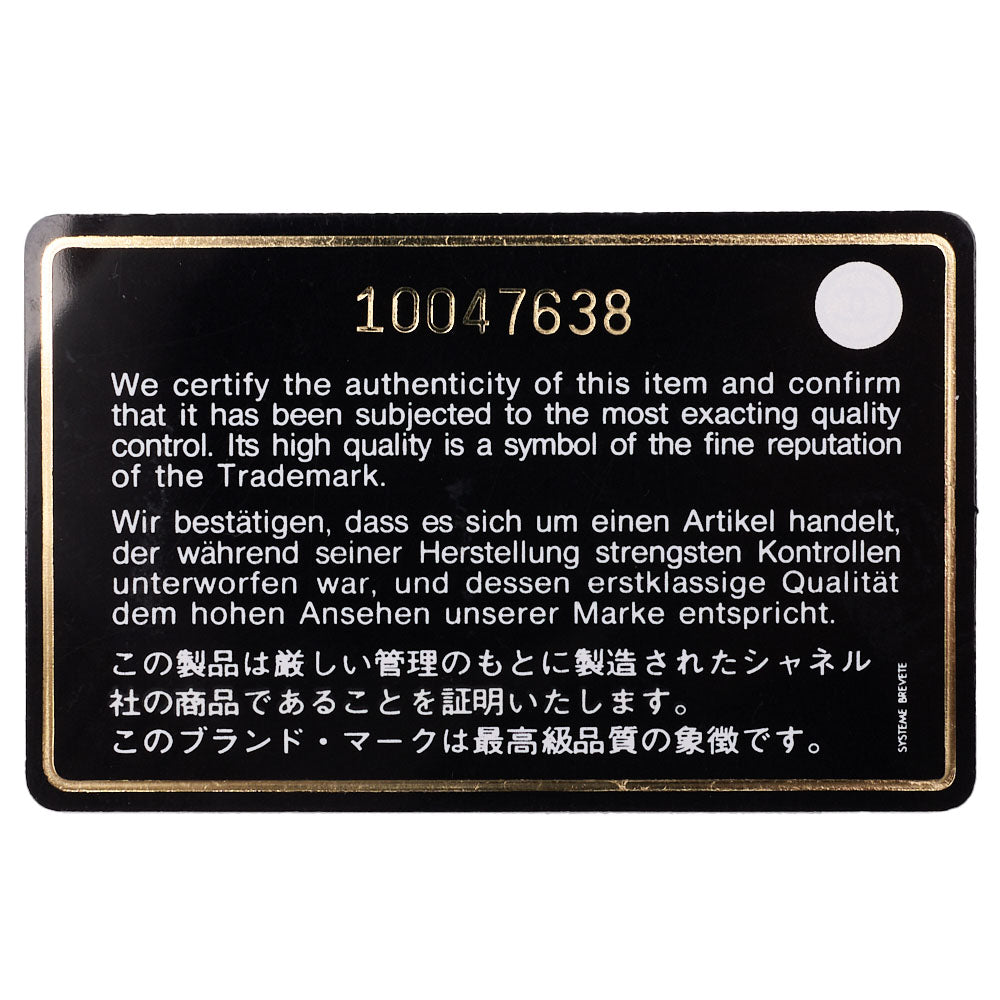 10047638
We certify the authenticity of this item and confirm
that it has been subjected to the most exacting quality
control. Its high quality is a symbol of the fine reputation
of the Trademark.
Wir bestätigen, dass es sich um einen Artikel handelt,
der während seiner Herstellung strengsten Kontrollen
unterworfen war, und dessen erstklassige Qualität
dem hohen Ansehen unserer Marke entspricht.
この製品は厳しい管理のもとに製造されたシャネル
社の商品であることを証明いたします。
このブランド・マークは最高級品質の象徴です。
SYSTEME BREVETE